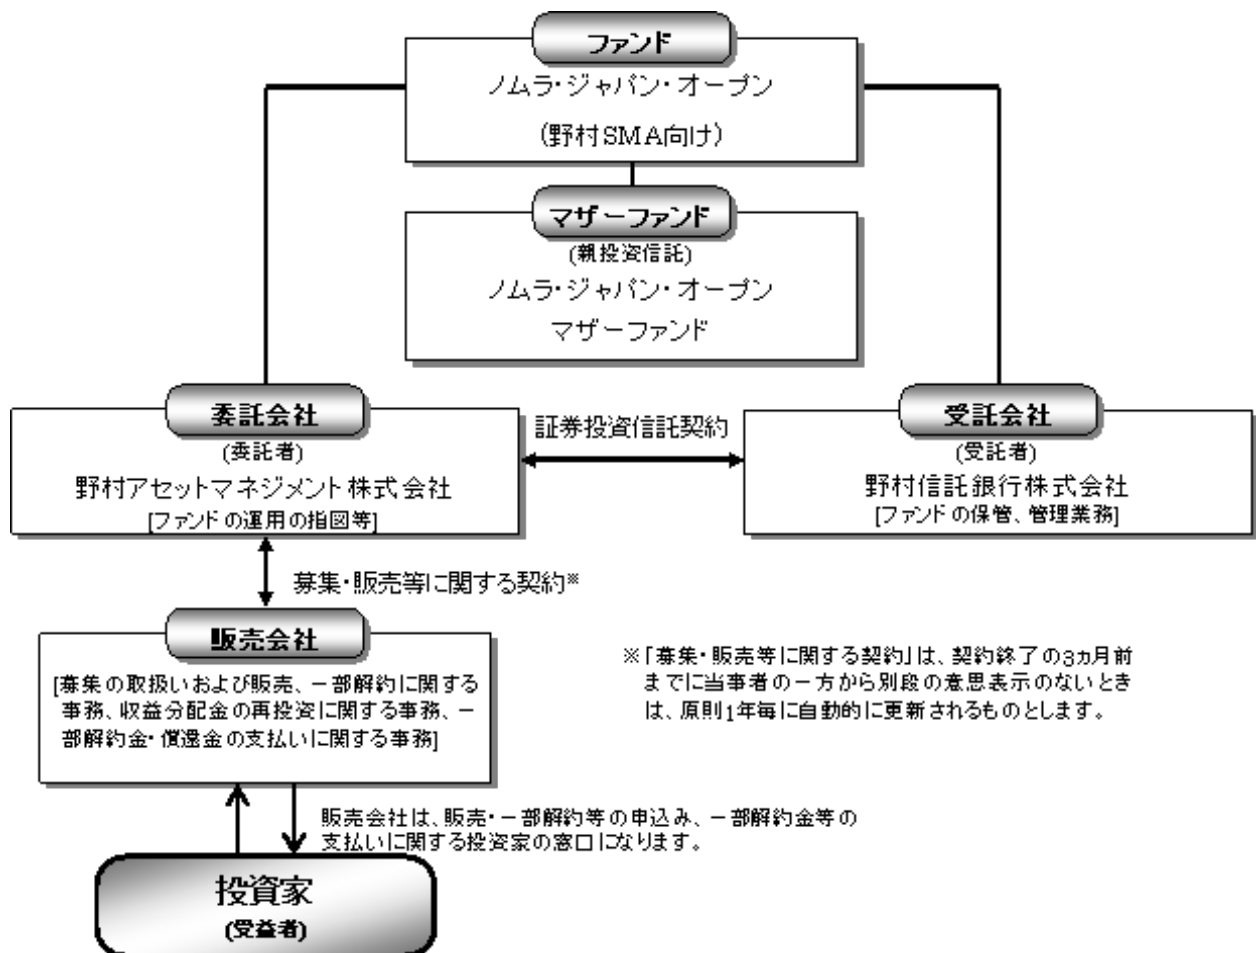 ファンド
ノムラ・ジャパン・オープン
(野村SMA向け)
マザーファンド
(親投資信託)
ノムラ・ジャパン・オープン
マザーファンド
委託会社
(委託者)
野村アセットマネジメント株式会社
[ファンドの運用の指図等]
証券投資信託契約
受託会社
(受託者)
野村信託銀行株式会社
[ファンドの保管、管理業務]
募集・販売等に関する契約※
販売会社
[募集の取扱いおよび販売、一部解約に関する
事務、収益分配金の再投資に関する事務、一
部解約金・償還金の支払いに関する事務]
※「募集・販売等に関する契約」は、契約終了の3ヵ月前
までに当事者の一方から別段の意思表示のないとき
は、原則1年毎に自動的に更新されるものとします。
販売会社は、販売・一部解約等の申込み、一部解約金等の
支払いに関する投資家の窓口になります。
投資家
(受益者)